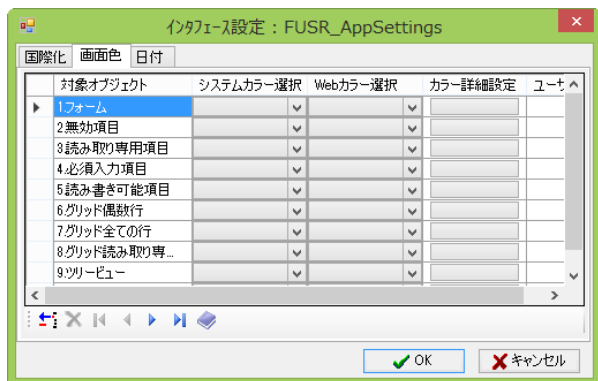 インタフェース設定：FUSR_AppSettings
国際化 画面色 日付
対象オブジェクト システムカラー選択 Webカラー選択 カラー詳細設定 ユーザ
1.フォーム
2.無効項目
3.読み取り専用項目
4.必須入力項目
5.読み書き可能項目
6.グリッド偶数行
7.グリッド全ての行
8.グリッド読み取り専...
9.ツリービュー
OK キャンセル